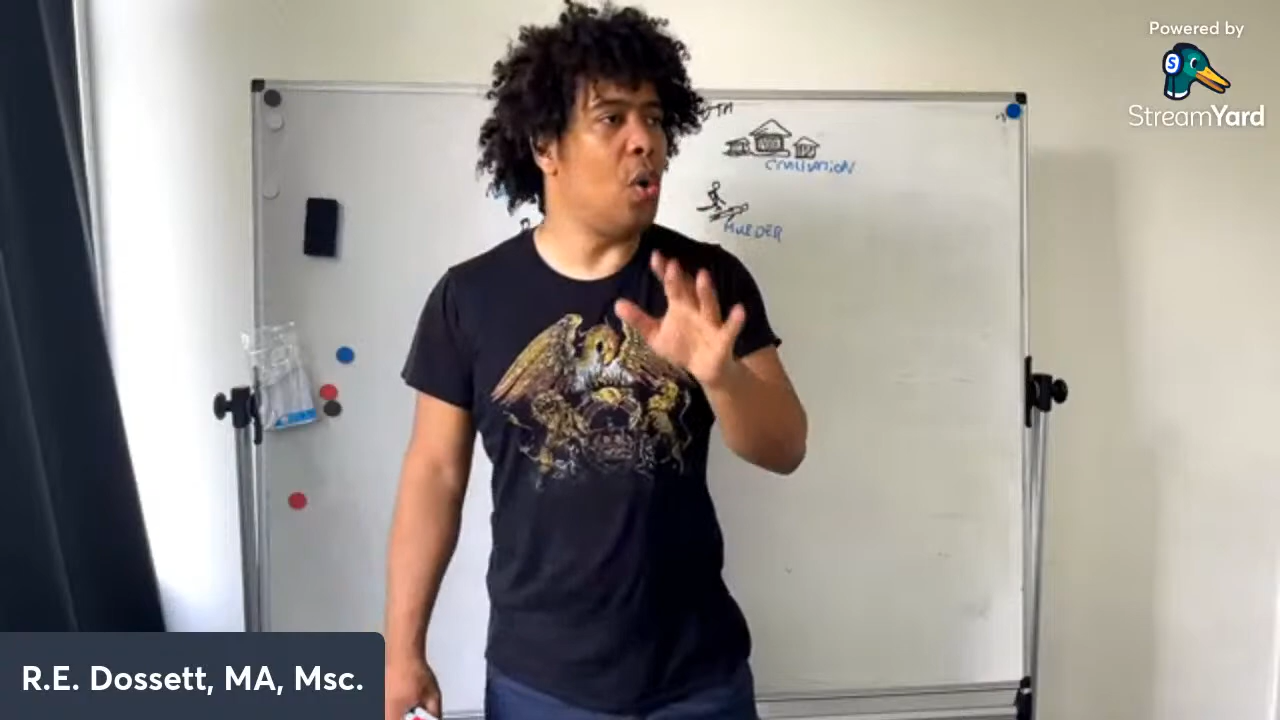 Powered by
StreamYard
CIVILIZATION
MURDER
R.E. Dossett, MA, Msc.